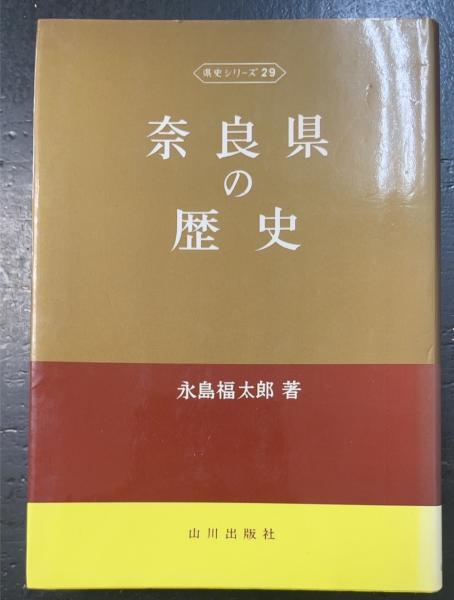 県史シリーズ29
奈良県
の
歴史
永島福太郎 著
山川出版社